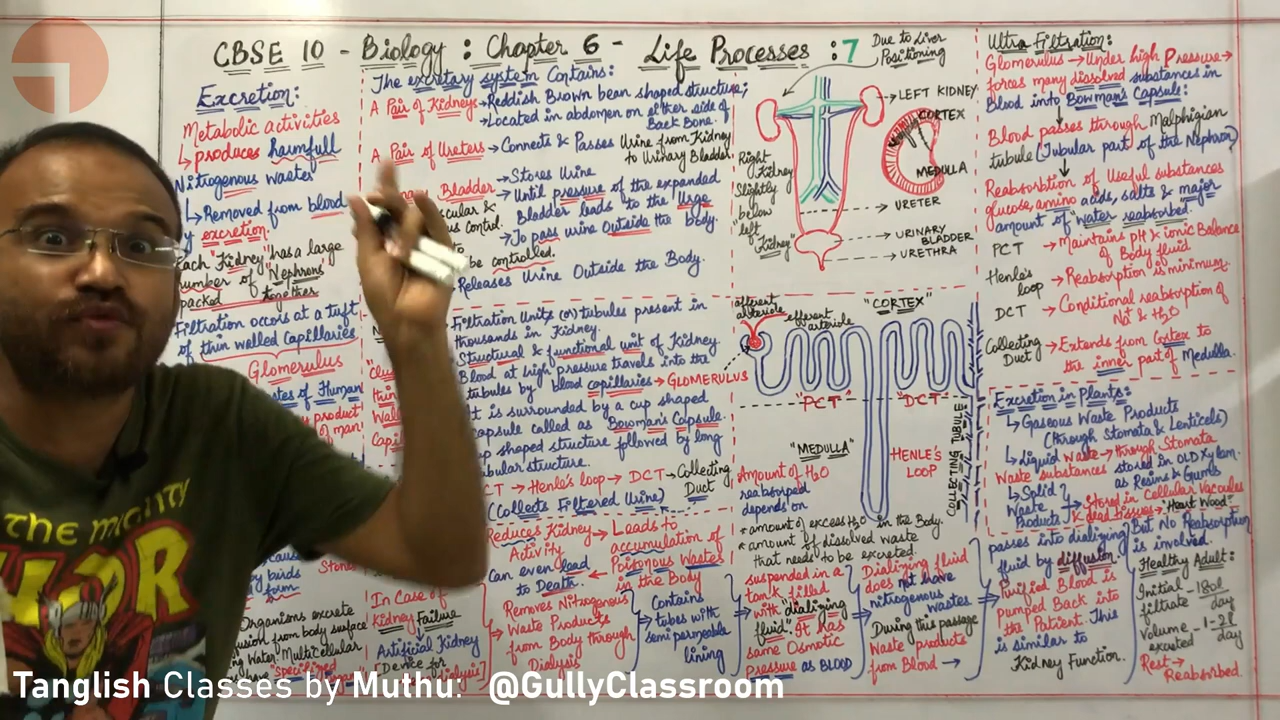 CBSE 10 - Biology : Chapter 6 - Life Processes : 7
Excretion:
Metabolic activities
↳ produces harmfull
Nitrogenous waster
↳ Removed from blood
by excretion.
Each "Kidney" has a large
number of "Nephrens"
packed together
Filtration occors at a tuft
of thin walled Capillaries
Glomerulus
The excretary system Contains:
A Pair of Kidneys → Reddish Brown bean shaped structure;
→ Located in abdomen on either side of
Back Bone.
A Pair of Ureters → Connects & Passes Urine from Kidney
to Urinary Bladder.
Bladder → Stores Urine
→ Until pressure of the expanded
Bladder leads to the Urge
→ To pass urine outside the body.
be controlled.
Releases Urine Outside the Body.
Filtration Units (or) tubules present in
thousands in Kidney.
Structural & functional unit of Kidney
Blood at high pressure travels into the
tubules by blood capillaries → GLOMERULUS
It is surrounded by a cup shaped
capsule called as Bowman's Capsule.
Cup shaped structure followed by long
tubular structure.
PCT → Henle's loop → DCT → Collecting
Duct
(Collects Filtered Urine)
Due to Liver
Positioning
LEFT KIDNEY
CORTEX
MEDULLA
Right
Kidney
Slightly
"below
left
Kidney"
URETER
URINARY
BLADDER
URETHRA
afferent
arteriole
efferent
arteriole
"CORTEX"
"PCT"
"DCT"
"MEDULLA"
HENLE'S
LOOP
COLLECTING TUBULE
Amount of H2O
reabsorped
depends on
* amount of excess H2O in the Body.
* amount of dissolved waste
that needs to be excreted.
Ultra Filtration:
Glomerulus → Under high Pressure →
forces many dissolved substances in
Blood into Bowman's Capsule:
Blood passes through Malphigian
tubule (Tubular part of the Nephron)
Reabsorbtion of Useful substances
glucose, amino acids, salts & major
amount of water reabsorbed.
PCT → Maintains pH & ionic Balance
of Body fluid.
Henle's
loop → Reabsorption is minimum.
DCT → Conditional reabsorption of
Na+ & H2O
Collecting
Duct → Extends from Cortex to
the inner part of Medulla.
Excretion in Plants:
↳ Gaseous Waste Products
(through Stomata & Lenticels)
↳ Liquid waste → through Stomata
Waste substances stored in OLD Xylem
as Resins & Gums
↳ Solid
Waste
Products → Stored in Cellular Vacuoles
& dead tissues → "Heart Wood"
Organisms excrete
In Case of
Kidney Failure
Artificial Kidney
[Device for
Reduces Kidney → Leads to
Activity accumulation of
Can even lead Poisonous Wastes
to Death. ← in the Body
Removes Nitrogenous
Waste Products
from Body through
Dialysis
Contains
tubes with
semi permeable
lining
suspended in a
tank filled
with "dializing
fluid". It has
same Osmotic
pressure as BLOOD
Dializing fluid
does not have
nitrogenous
wastes
During this passage
Waste products
from Blood →
passes into dializing
fluid by diffusion.
Purified Blood is
pumped Back into
the Patient. This
is similar to
Kidney Function.
But No Reabsorption
is involved.
Healthy Adult:
Initial filtrate - 180l/day
Volume excreted - 1-2l/day
Rest → Reabsorbed
THE MIGHTY
THOR
Tanglish Classes by Muthu: @GullyClassroom